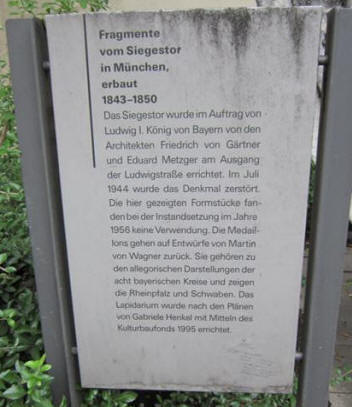 Fragmente
vom Siegestor
in München,
erbaut
1843–1850
Das Siegestor wurde im Auftrag von
Ludwig I. König von Bayern von den
Architekten Friedrich von Gärtner
und Eduard Metzger am Ausgang
der Ludwigstraße errichtet. Im Juli
1944 wurde das Denkmal zerstört.
Die hier gezeigten Formstücke fan-
den bei der Instandsetzung im Jahre
1956 keine Verwendung. Die Medail-
lons gehen auf Entwürfe von Martin
von Wagner zurück. Sie gehören zu
den allegorischen Darstellungen der
acht bayerischen Kreise und zeigen
die Rheinpfalz und Schwaben. Das
Lapidarium wurde nach den Plänen
von Gabriele Henkel mit Mitteln des
Kulturbaufonds 1995 errichtet.